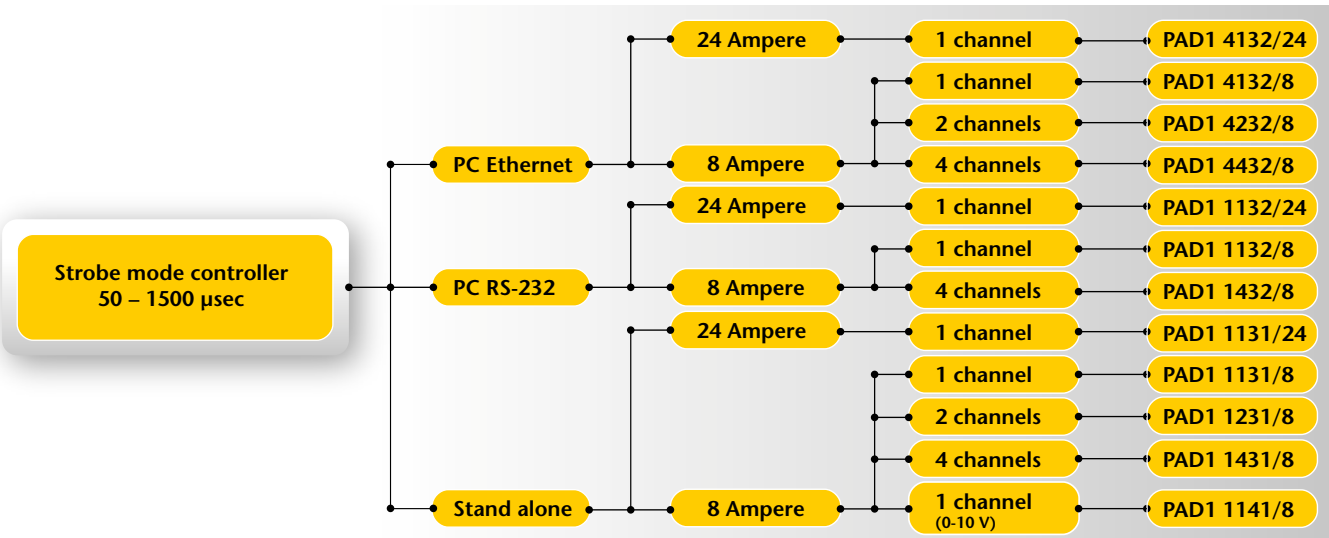 24 Ampere
1 channel
PAD1 4132/24
1 channel
PAD1 4132/8
2 channels
PAD1 4232/8
PC Ethernet
8 Ampere
4 channels
PAD1 4432/8
24 Ampere
1 channel
PAD1 1132/24
1 channel
PAD1 1132/8
Strobe mode controller
50 – 1500 µsec
PC RS-232
8 Ampere
4 channels
PAD1 1432/8
24 Ampere
1 channel
PAD1 1131/24
1 channel
PAD1 1131/8
2 channels
PAD1 1231/8
4 channels
PAD1 1431/8
Stand alone
8 Ampere
1 channel
(0-10 V)
PAD1 1141/8